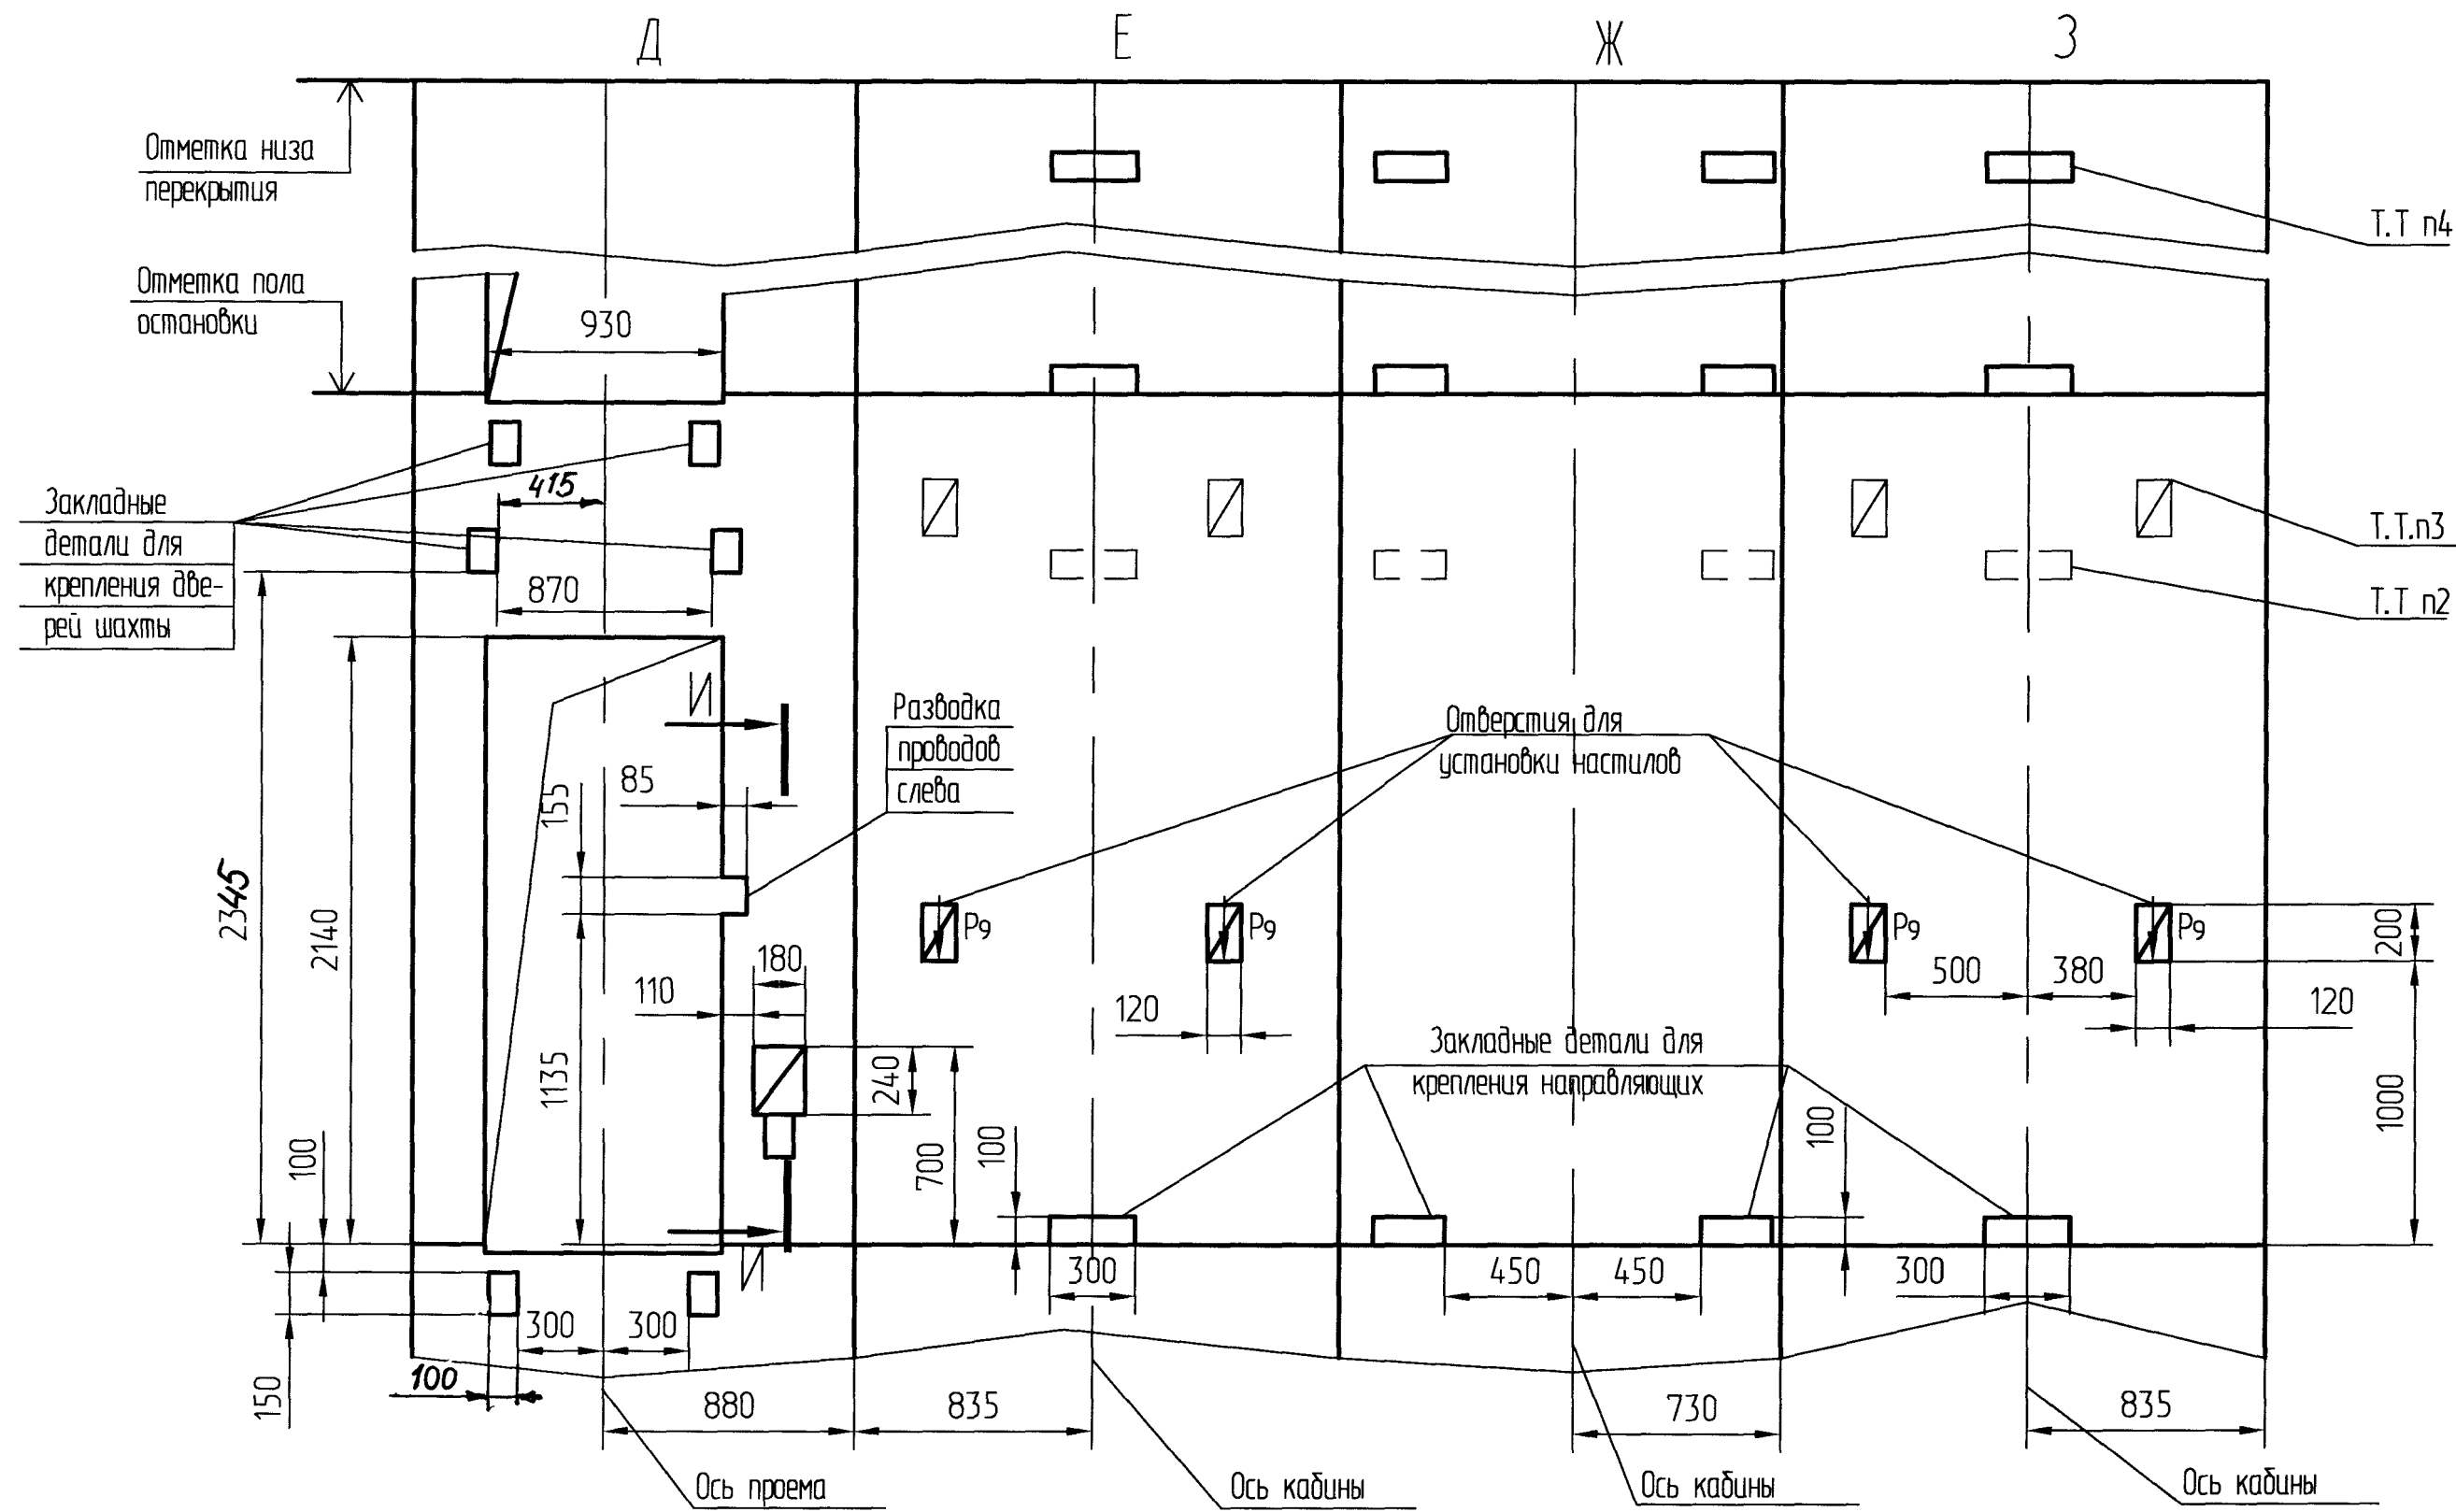 Д
Е
Ж
З
Отметка низа
перекрытия
Т.Т п4
Отметка пола
остановки
930
Закладные
детали для
крепления две-
рей шахты
415
870
Т.Т.п3
Т.Т п2
И
Разводка
проводов
слева
Отверстия для
установки настилов
85
155
2345
2140
Р9
Р9
Р9
Р9
200
180
110
500
380
120
120
240
1135
Закладные детали для
крепления направляющих
700
100
100
100
1000
И
300
450
450
300
300
300
150
100
880
835
730
835
Ось проема
Ось кабины
Ось кабины
Ось кабины